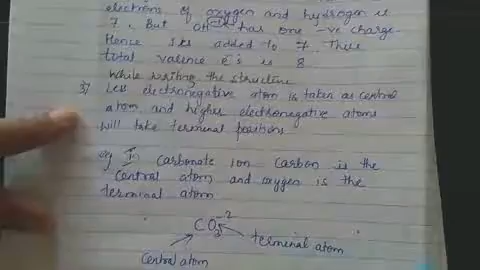 electrons of oxygen and hydrogen is
7. But OH⁻ has one -ve charge.
Hence it's added to 7. Thus
total valence e⁻s is 8
While writing the structure
3) Less electronegative atom is taken as central
atom and higher electronegative atoms
will take terminal positions
eg In carbonate ion Carbon is the
Central atom and oxygen is the
terminal atom
CO₃⁻²
terminal atom
Central atom